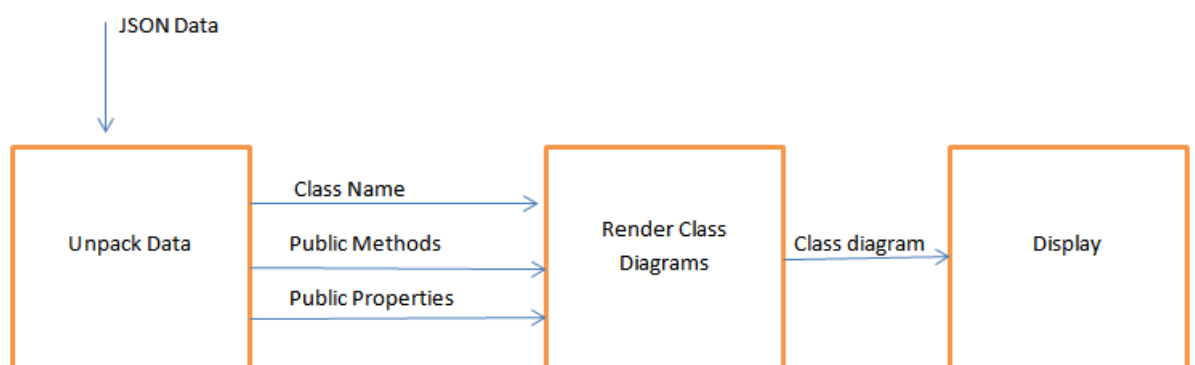 JSON Data
Class Name
Unpack Data
Public Methods
Public Properties
Render Class
Diagrams
Class diagram
Display